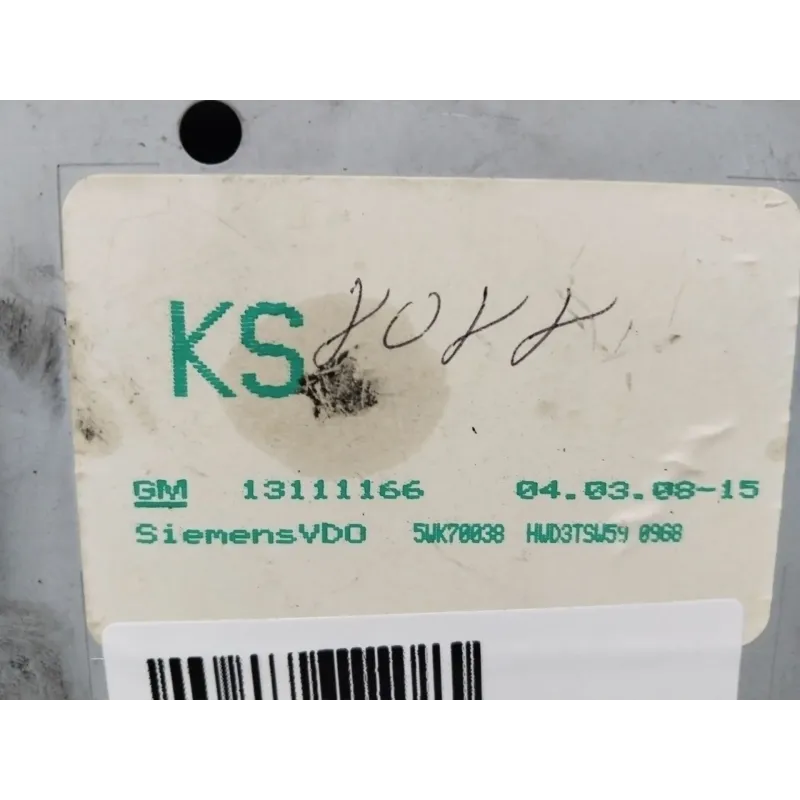 KS
GM 13111166 04.03.08-15
SiemensVDO 5WK70038 HWD3TSW59 0968